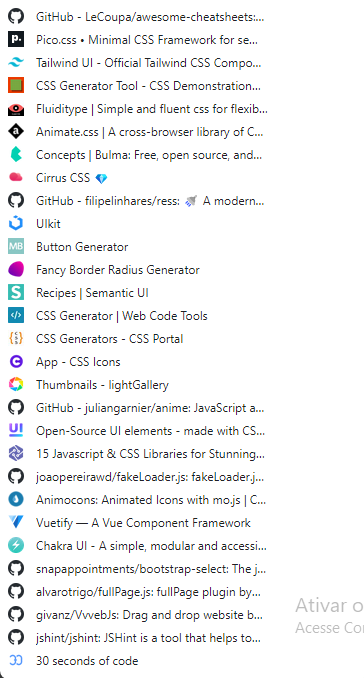 GitHub - LeCoupa/awesome-cheatsheets:...
Pico.css • Minimal CSS Framework for se...
Tailwind UI - Official Tailwind CSS Compo...
CSS Generator Tool - CSS Demonstration...
Fluiditype | Simple and fluent css for flexib...
Animate.css | A cross-browser library of C...
Concepts | Bulma: Free, open source, and...
Cirrus CSS 💎
GitHub - filipelinhares/ress: 🚿 A modern...
UIkit
MB Button Generator
Fancy Border Radius Generator
Recipes | Semantic UI
CSS Generator | Web Code Tools
CSS Generators - CSS Portal
App - CSS Icons
Thumbnails - lightGallery
GitHub - juliangarnier/anime: JavaScript a...
Open-Source UI elements - made with CS...
15 Javascript & CSS Libraries for Stunning...
joaopereirawd/fakeLoader.js: fakeLoader.j...
Animocons: Animated Icons with mo.js | C...
Vuetify — A Vue Component Framework
Chakra UI - A simple, modular and accessi...
snapappointments/bootstrap-select: The j...
alvarotrigo/fullPage.js: fullPage plugin by...
givanz/VvvebJs: Drag and drop website b...
jshint/jshint: JSHint is a tool that helps to...
30 seconds of code
Ativar o
Acesse Co